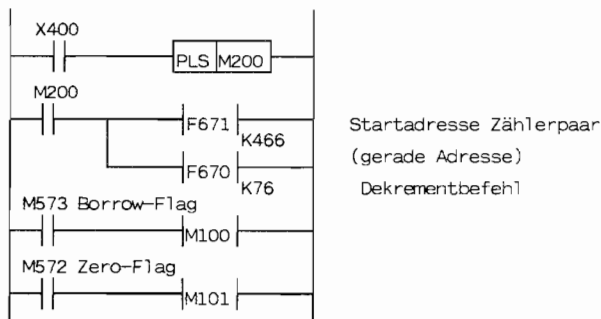 X400
PLS M200
M200
F671 K466 Startadresse Zählerpaar
(gerade Adresse)
F670 K76 Dekrementbefehl
M573 Borrow-Flag
M100
M572 Zero-Flag
M101